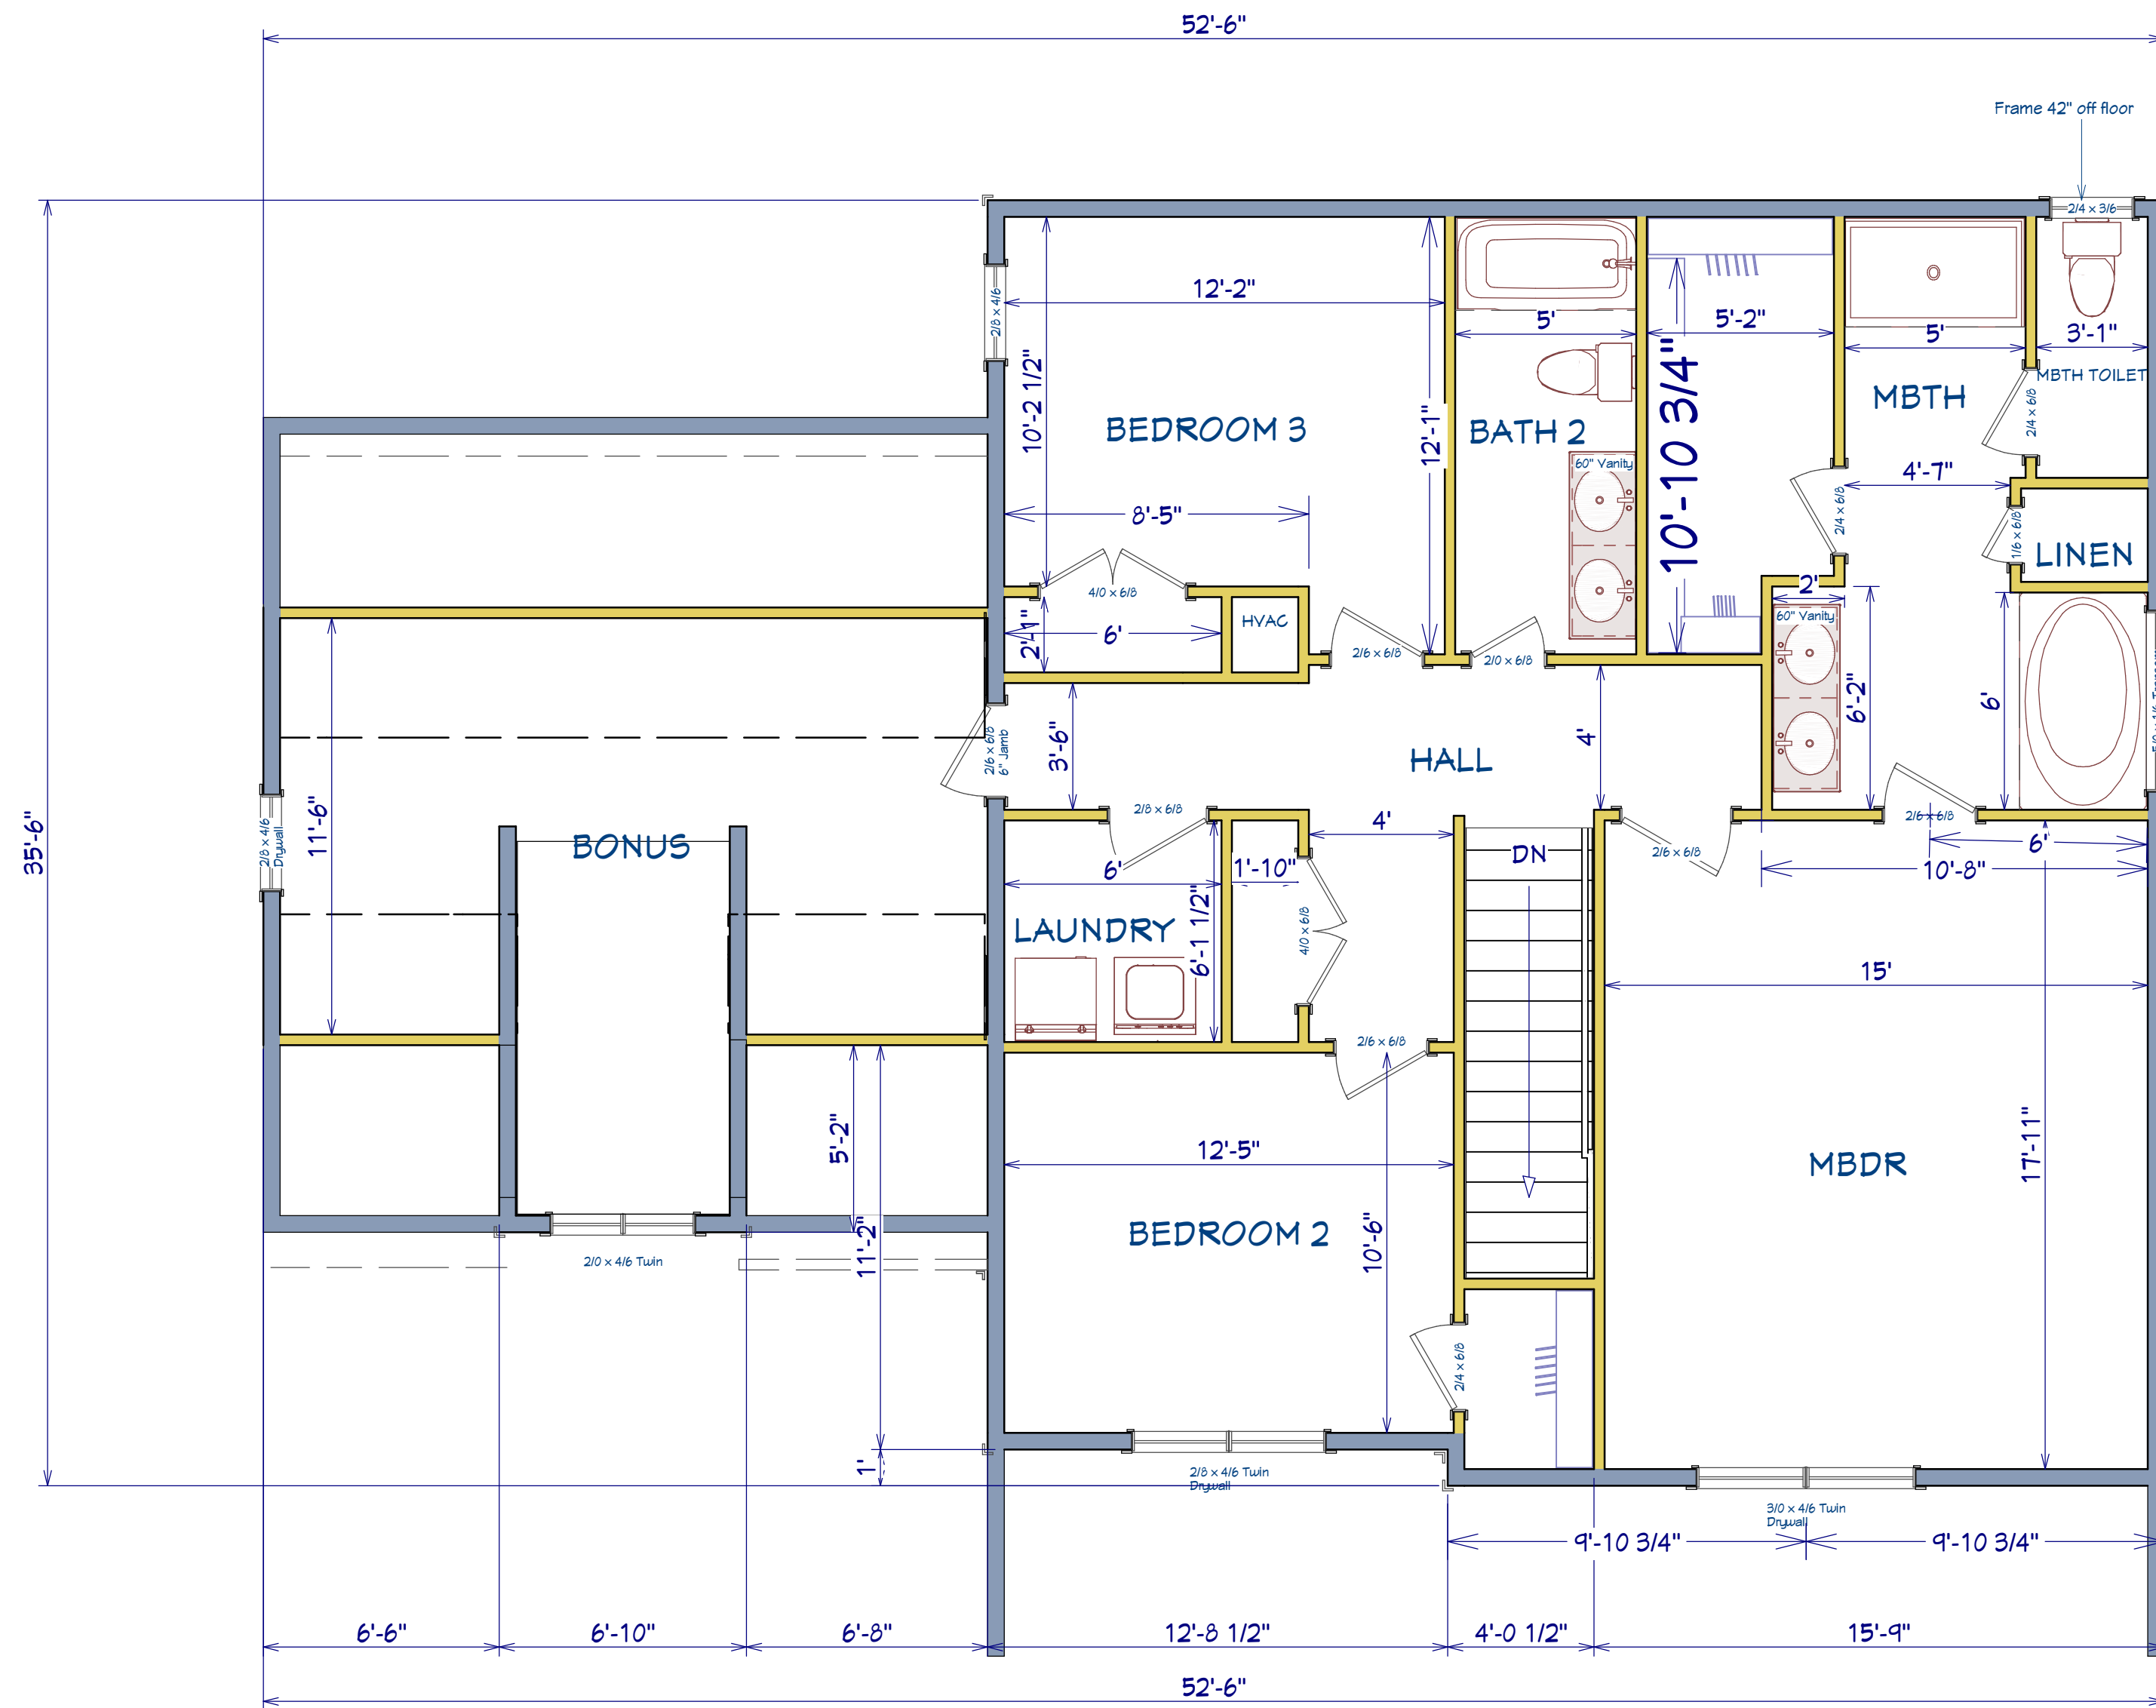 52'-6"
Frame 42" off floor
2/4 x 3/6
2/8 x 4/6
12'-2"
5'
5'-2"
5'
3'-1"
MBTH TOILET
10'-2 1/2"
12'-1"
10'-10 3/4"
MBTH
2/4 x 6/8
BEDROOM 3
BATH 2
60" Vanity
4'-7"
8'-5"
2/4 x 6/8
1/6 x 6/8
LINEN
4/0 x 6/8
2'
60" Vanity
HVAC
2'-1"
6'
2/6 x 6/8
2/0 x 6/8
6'-2"
6'
2/6 x 6/8
6" Jamb
3'-6"
HALL
4'
35'-6"
2/8 x 4/6
Drywall
11'-6"
BONUS
2/8 x 6/8
4'
DN
2/6 x 6/8
2/6 x 6/8
6'
10'-8"
6'
1'-10"
LAUNDRY
6'-1 1/2"
4/0 x 6/8
15'
2/6 x 6/8
5'-2"
12'-5"
MBDR
17'-11"
11'-2"
BEDROOM 2
10'-6"
2/0 x 4/6 Twin
2/4 x 6/8
1'
2/8 x 4/6 Twin
Drywall
3/0 x 4/6 Twin
Drywall
9'-10 3/4"
9'-10 3/4"
6'-6"
6'-10"
6'-8"
12'-8 1/2"
4'-0 1/2"
15'-9"
52'-6"